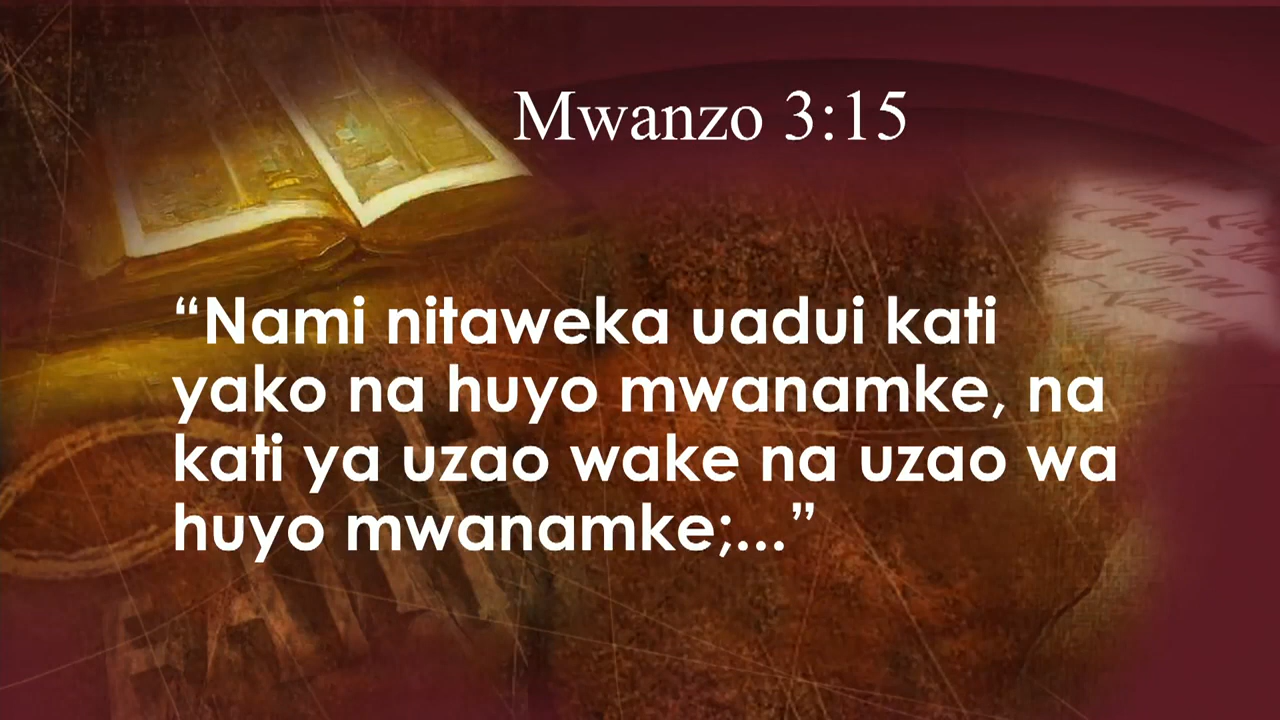 Mwanzo 3:15
“Nami nitaweka uadui kati
yako na huyo mwanamke, na
kati ya uzao wake na uzao wa
huyo mwanamke;...”